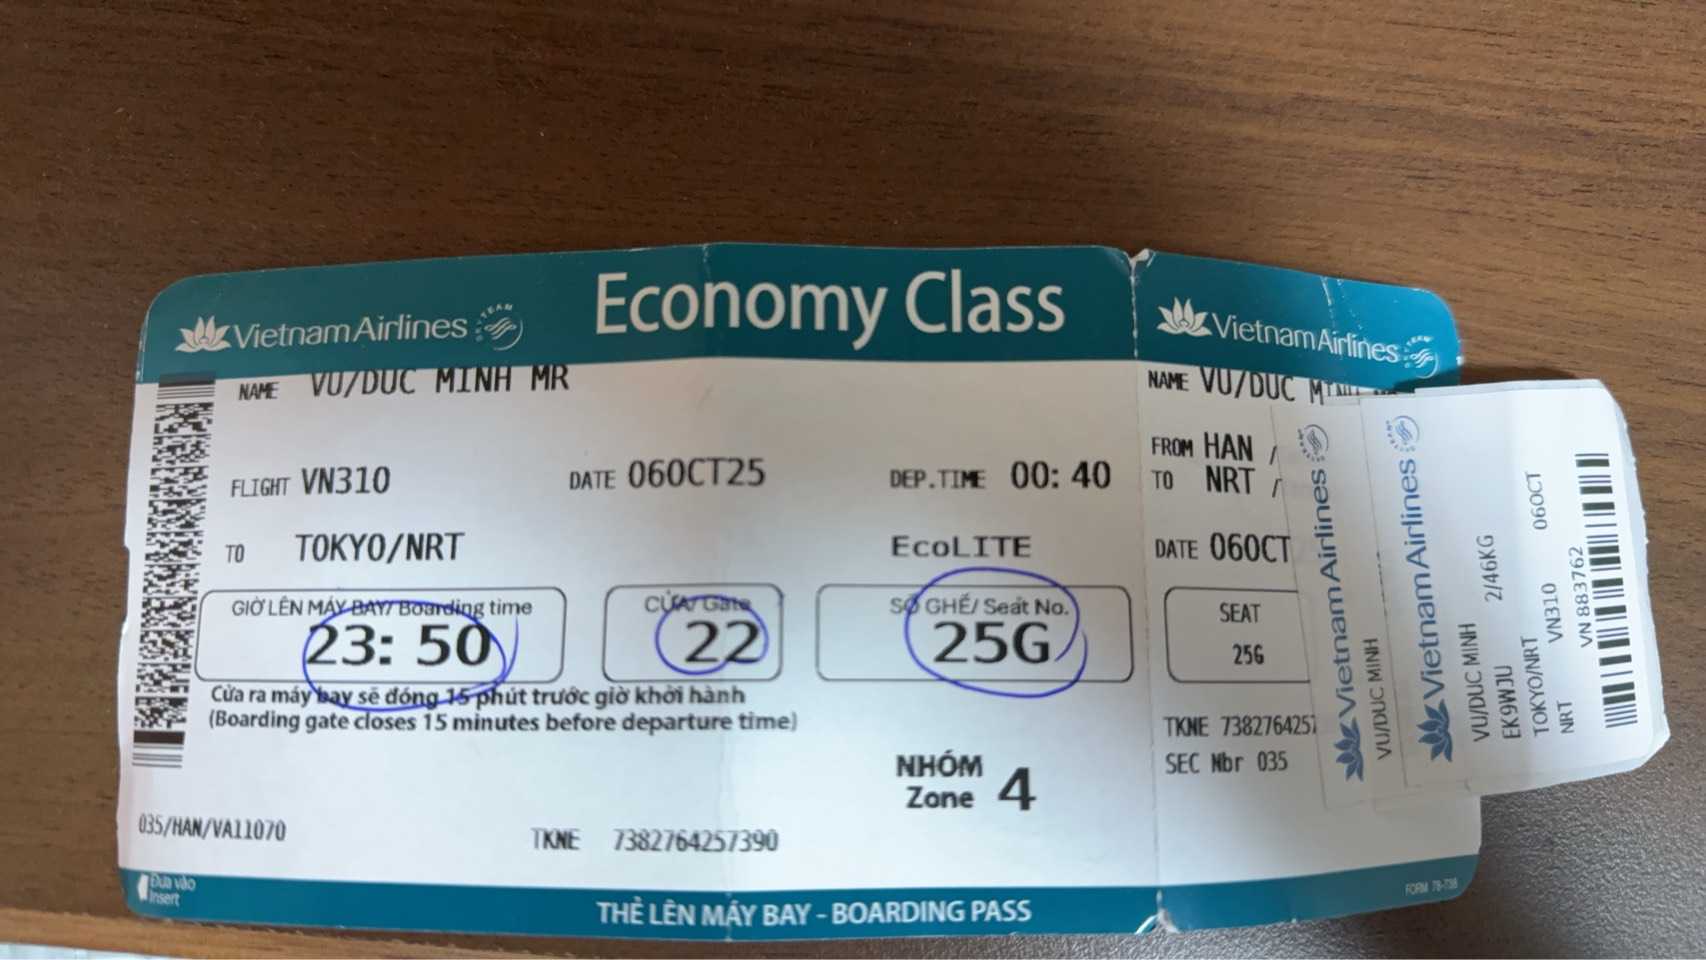 Economy Class
Vietnam Airlines SKYTEAM
NAME VU/DUC MINH MR
FLIGHT VN310 DATE 06OCT25 DEP.TIME 00:40
TO TOKYO/NRT EcoLITE
GIỜ LÊN MÁY BAY/ Boarding time CỬA/ Gate SỐ GHẾ/ Seat No.
23:50 22 25G
Cửa ra máy bay sẽ đóng 15 phút trước giờ khởi hành
(Boarding gate closes 15 minutes before departure time)
NHÓM
Zone 4
035/HAN/VA11070 TKNE 7382764257390
Đưa vào
Insert
THẺ LÊN MÁY BAY - BOARDING PASS
Vietnam Airlines
NAME VU/DUC MINH
FROM HAN /
TO NRT /
DATE 06OCT
SEAT
25G
TKNE 738276425
SEC Nbr 035
Vietnam Airlines SKYTEAM
VU/DUC MINH
Vietnam Airlines SKYTEAM
VU/DUC MINH 2/46KG
EK9WJU
TOKYO/NRT VN310 06OCT
NRT VN 883762